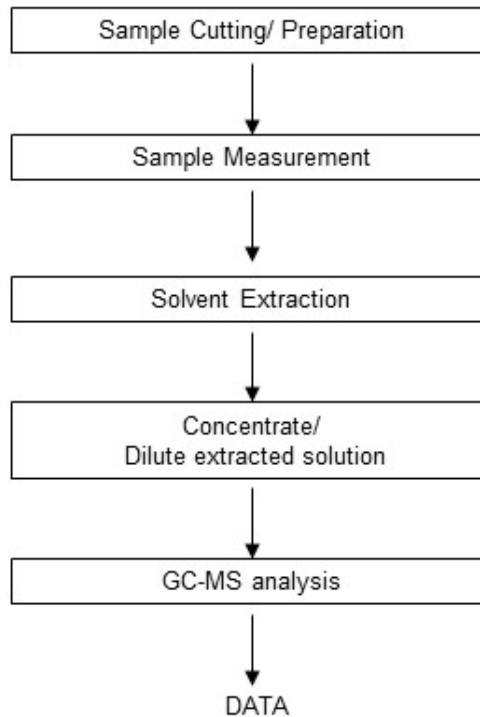 Sample Cutting/ Preparation
Sample Measurement
Solvent Extraction
Concentrate/
Dilute extracted solution
GC-MS analysis
DATA